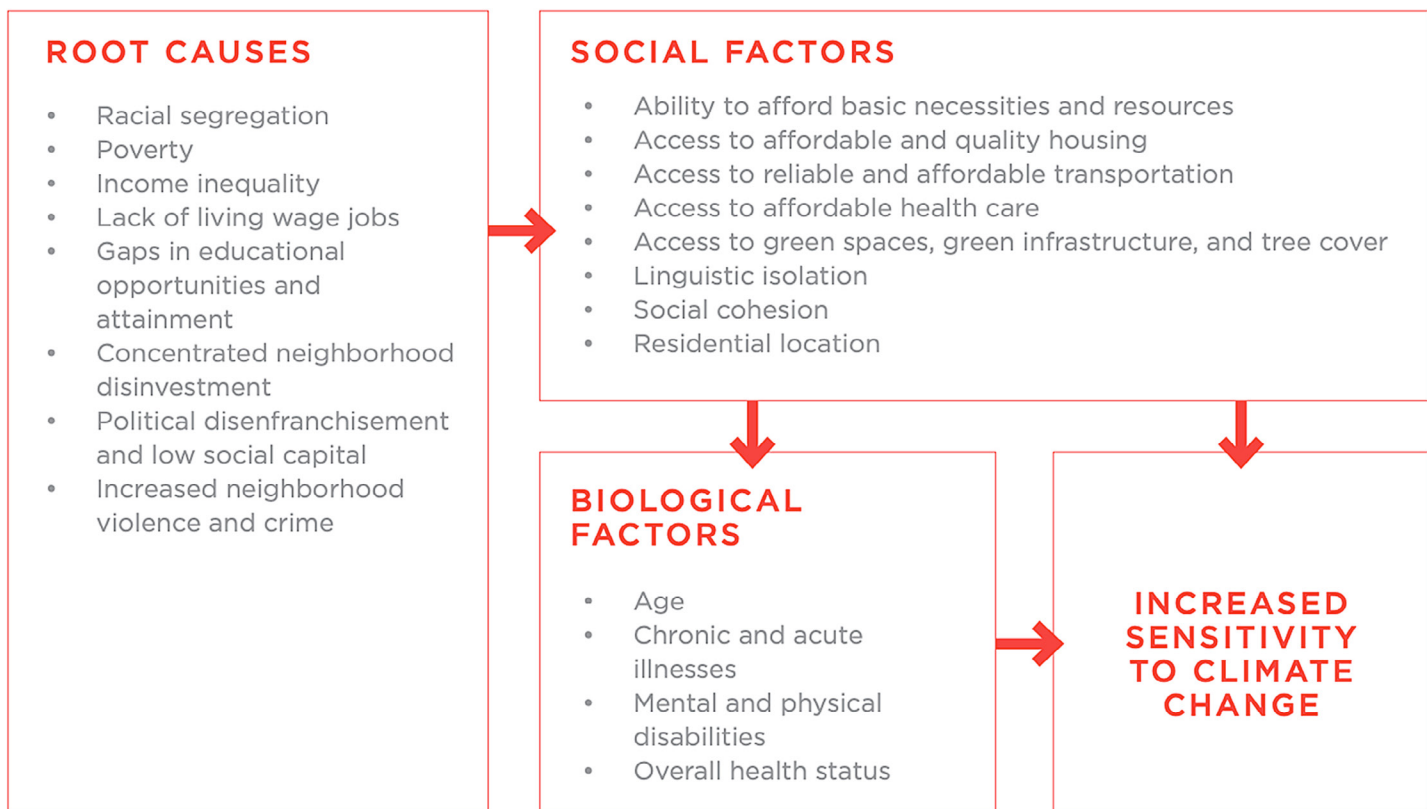 ROOT CAUSES
• Racial segregation
• Poverty
• Income inequality
• Lack of living wage jobs
• Gaps in educational
opportunities and
attainment
• Concentrated neighborhood
disinvestment
• Political disenfranchisement
and low social capital
• Increased neighborhood
violence and crime
SOCIAL FACTORS
• Ability to afford basic necessities and resources
• Access to affordable and quality housing
• Access to reliable and affordable transportation
• Access to affordable health care
• Access to green spaces, green infrastructure, and tree cover
• Linguistic isolation
• Social cohesion
• Residential location
BIOLOGICAL
FACTORS
• Age
• Chronic and acute
illnesses
• Mental and physical
disabilities
• Overall health status
INCREASED
SENSITIVITY
TO CLIMATE
CHANGE